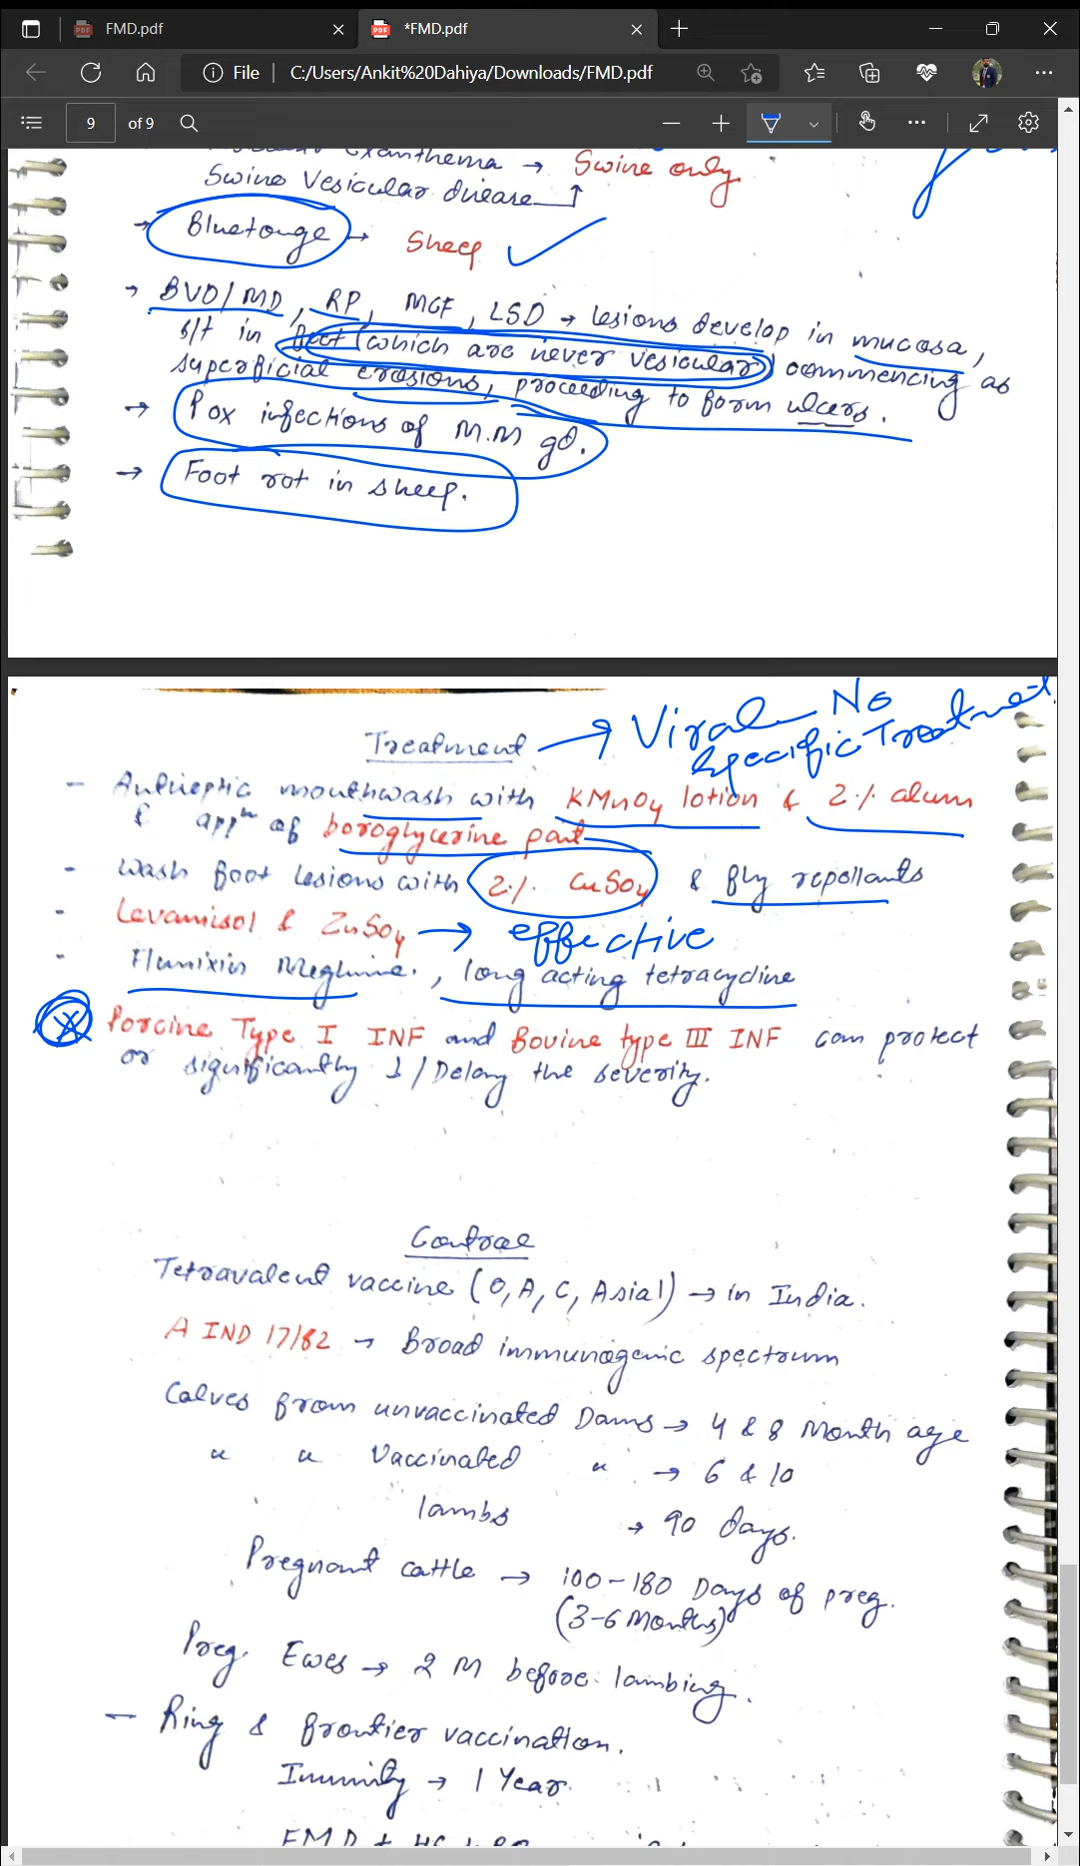 FMD.pdf
*FMD.pdf
File
C:/Users/Ankit%20Dahiya/Downloads/FMD.pdf
9 of 9
Exanthema → Swine only
Swine Vesicular disease
→ Bluetounge → Sheep
→ BVD/MD, RP, MCF, LSD → lesions develop in mucosa,
s/t in feet (which are never vesicular) commencing as
superficial erosions, proceeding to form ulcers.
→ Pox infections of M.M gd.
→ Foot rot in sheep.
Treatment → Viral No
Specific Treatment
- Antiseptic mouthwash with KMnO4 lotion & 2% alum
& appn of boroglycerine paint
- Wash foot lesions with 2% CuSO4 & fly repellants
- Levamisol & ZnSO4 → effective
- Flunixin Meglumine, long acting tetracycline
Porcine Type I INF and Bovine type III INF can protect
or significantly ↓/Delay the severity.
Control
Tetravalent vaccine (O, A, C, Asia1) → in India.
A IND 17/82 → Broad immunogenic spectrum
Calves from unvaccinated Dams → 4 & 8 Month age
" " Vaccinated " → 6 & 10
lambs → 90 days.
Pregnant cattle → 100-180 Days of preg.
(3-6 Months)
Preg. Ewes → 2 M before lambing.
- Ring & frontier vaccination.
Immunity → 1 Year
FMD + HS + BQ